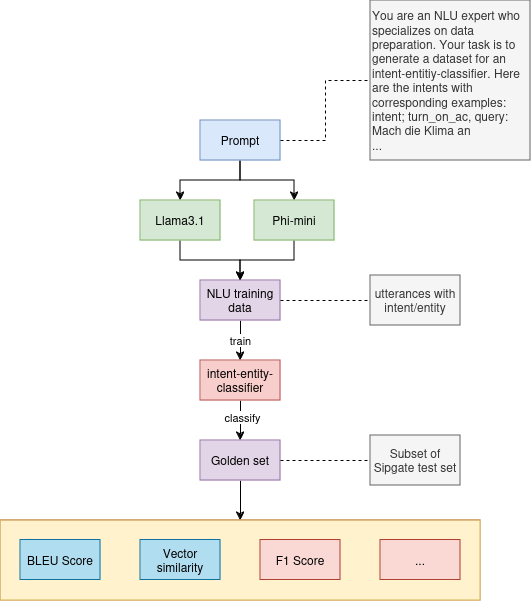 You are an NLU expert who
specializes on data
preparation. Your task is to
generate a dataset for an
intent-entitiy-classifier. Here
are the intents with
corresponding examples:
intent; turn_on_ac, query:
Mach die Klima an
...
Prompt
Llama3.1
Phi-mini
NLU training
data
utterances with
intent/entity
train
intent-entity-
classifier
classify
Golden set
Subset of
Sipgate test set
BLEU Score
Vector
similarity
F1 Score
...